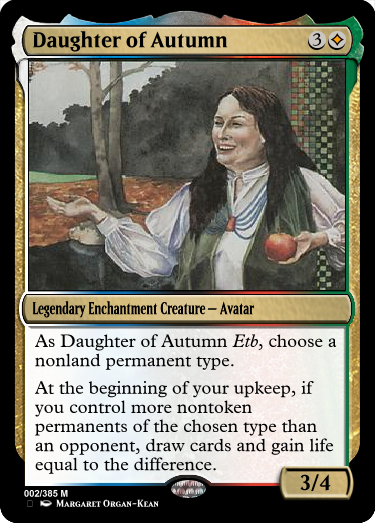 Daughter of Autumn 3
Legendary Enchantment Creature – Avatar
As Daughter of Autumn Etb, choose a
nonland permanent type.
At the beginning of your upkeep, if
you control more nontoken
permanents of the chosen type than
an opponent, draw cards and gain life
equal to the difference.
3/4
002/385 M
Margaret Organ-Kean